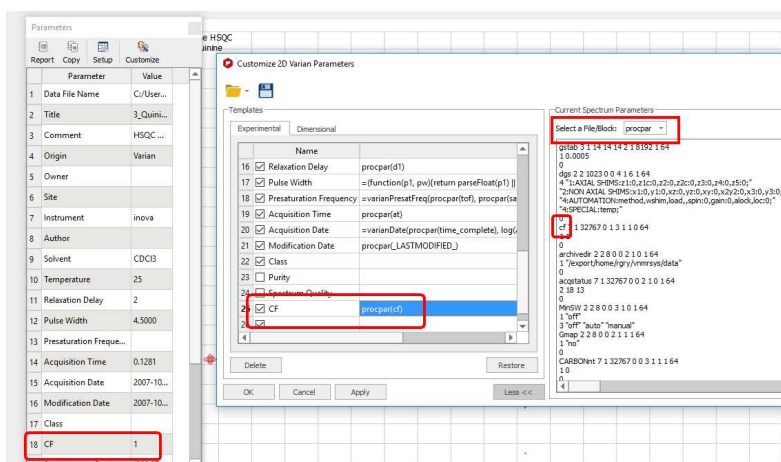 Parameters
Report Copy Setup Customize
Parameter Value
1 Data File Name C:/User...
2 Title 3_Quini...
3 Comment HSQC ...
4 Origin Varian
5 Owner
6 Site
7 Instrument inova
8 Author
9 Solvent CDCl3
10 Temperature 25
11 Relaxation Delay 2
12 Pulse Width 4.5000
13 Presaturation Freque...
14 Acquisition Time 0.1281
15 Acquisition Date 2007-10...
16 Modification Date 2007-10...
17 Class
18 CF 1
e HSQC
uinine
Customize 2D Varian Parameters
Templates
Experimental Dimensional
Name
16 Relaxation Delay procpar(d1)
17 Pulse Width =(function(p1, pw){return parseFloat(p1) ||
18 Presaturation Frequency =varianPresatFreq(procpar(tof), procpar(sa
19 Acquisition Time procpar(at)
20 Acquisition Date =varianDate(procpar(time_complete), log(
21 Modification Date procpar(_LASTMODIFIED_)
22 Class
23 Purity
24 Spectrum Quality
25 CF procpar(cf)
Delete Restore
OK Cancel Apply Less <<
Current Spectrum Parameters
Select a File/Block: procpar
gstab 3 1 14 14 14 2 1 8192 1 64
1 0.0005
0
dgs 2 2 1023 0 0 4 1 6 1 64
4 "1:AXIAL SHIMS:z1:0,z1c:0,z2:0,z2c:0,z3:0,z4:0,z5:0;"
"2:NON AXIAL SHIMS:x1:0,y1:0,xz:0,yz:0,xy:0,x2y2:0,x3:0,y3:0,
"4:AUTOMATION:method,wshim,load,,spin:0,gain:0,alock,loc:0;"
"4:SPECIAL:temp;"
0
cf 7 1 32767 0 1 3 1 1 0 64
0
archivedir 2 2 8 0 0 2 1 0 1 64
1 "/export/home/rgry/vnmrsys/data"
0
acqstatus 7 1 32767 0 0 2 1 0 1 64
2 18 13
0
MinSW 2 2 8 0 0 3 1 0 1 64
1 "off"
3 "off" "auto" "manual"
Gmap 2 2 8 0 0 2 1 1 1 64
1 "no"
0
CARBONnt 7 1 32767 0 0 3 1 1 1 64
1 0
0